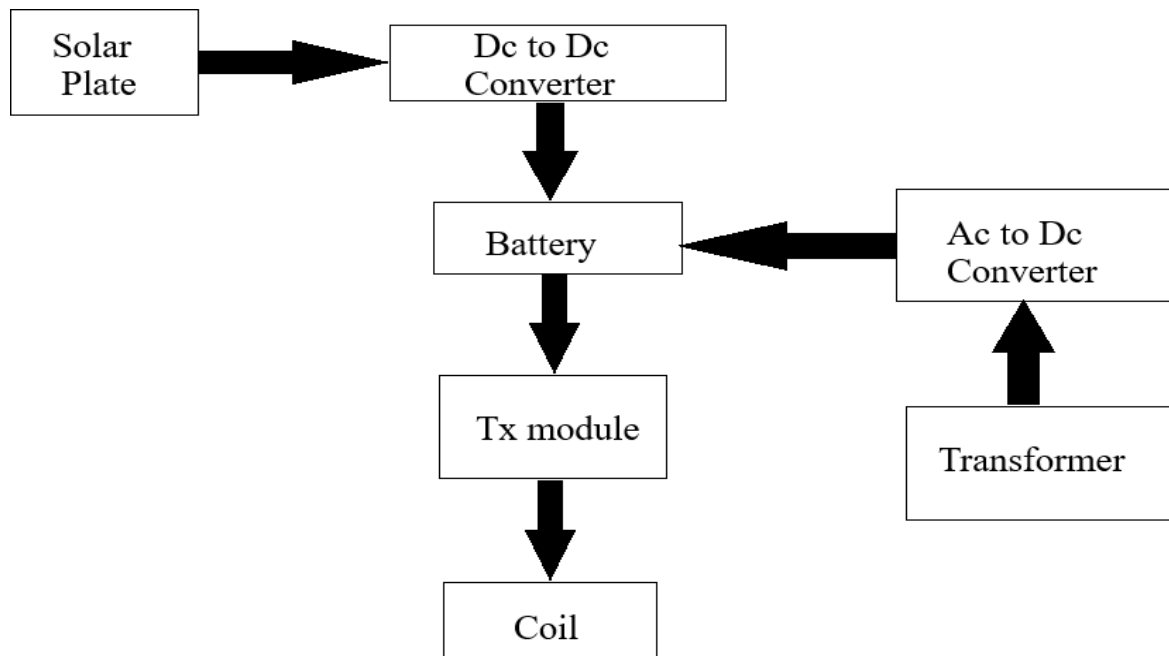 Solar
Plate
Dc to Dc
Converter
Battery
Ac to Dc
Converter
Tx module
Transformer
Coil